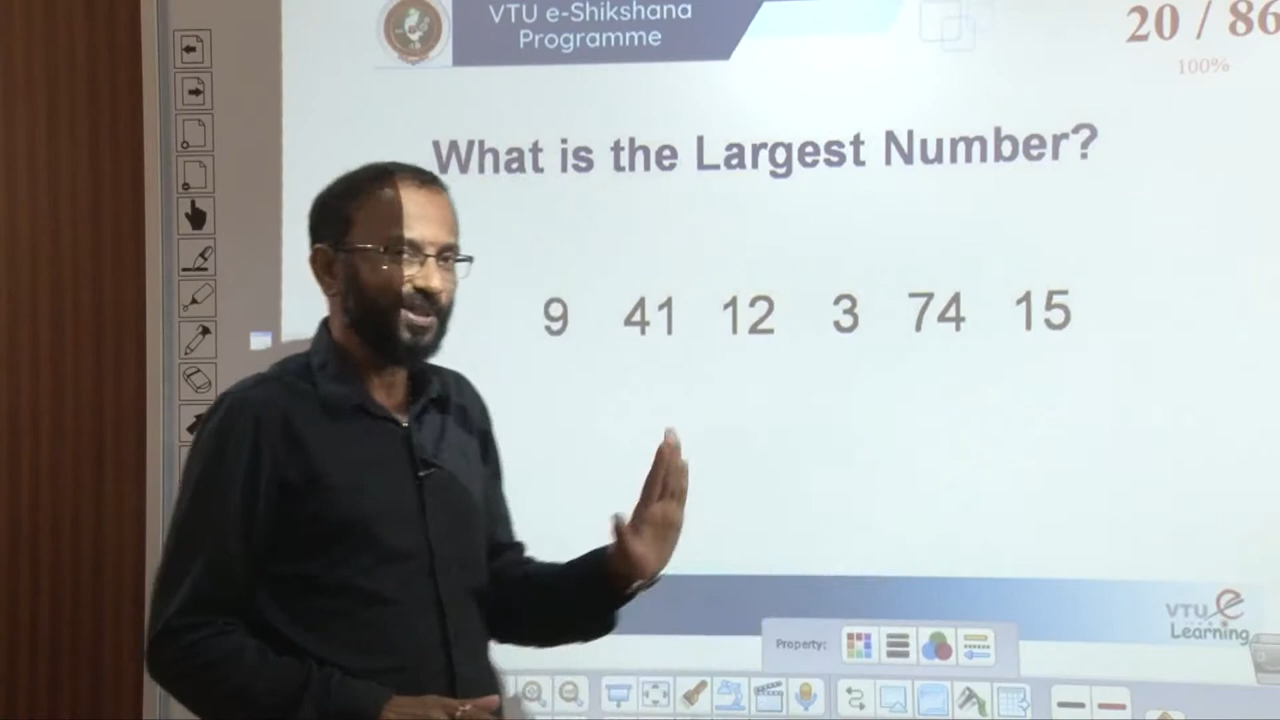 VTU e-Shikshana
Programme
20 / 86
100%
What is the Largest Number?
9 41 12 3 74 15
VTU
Learning
Property: